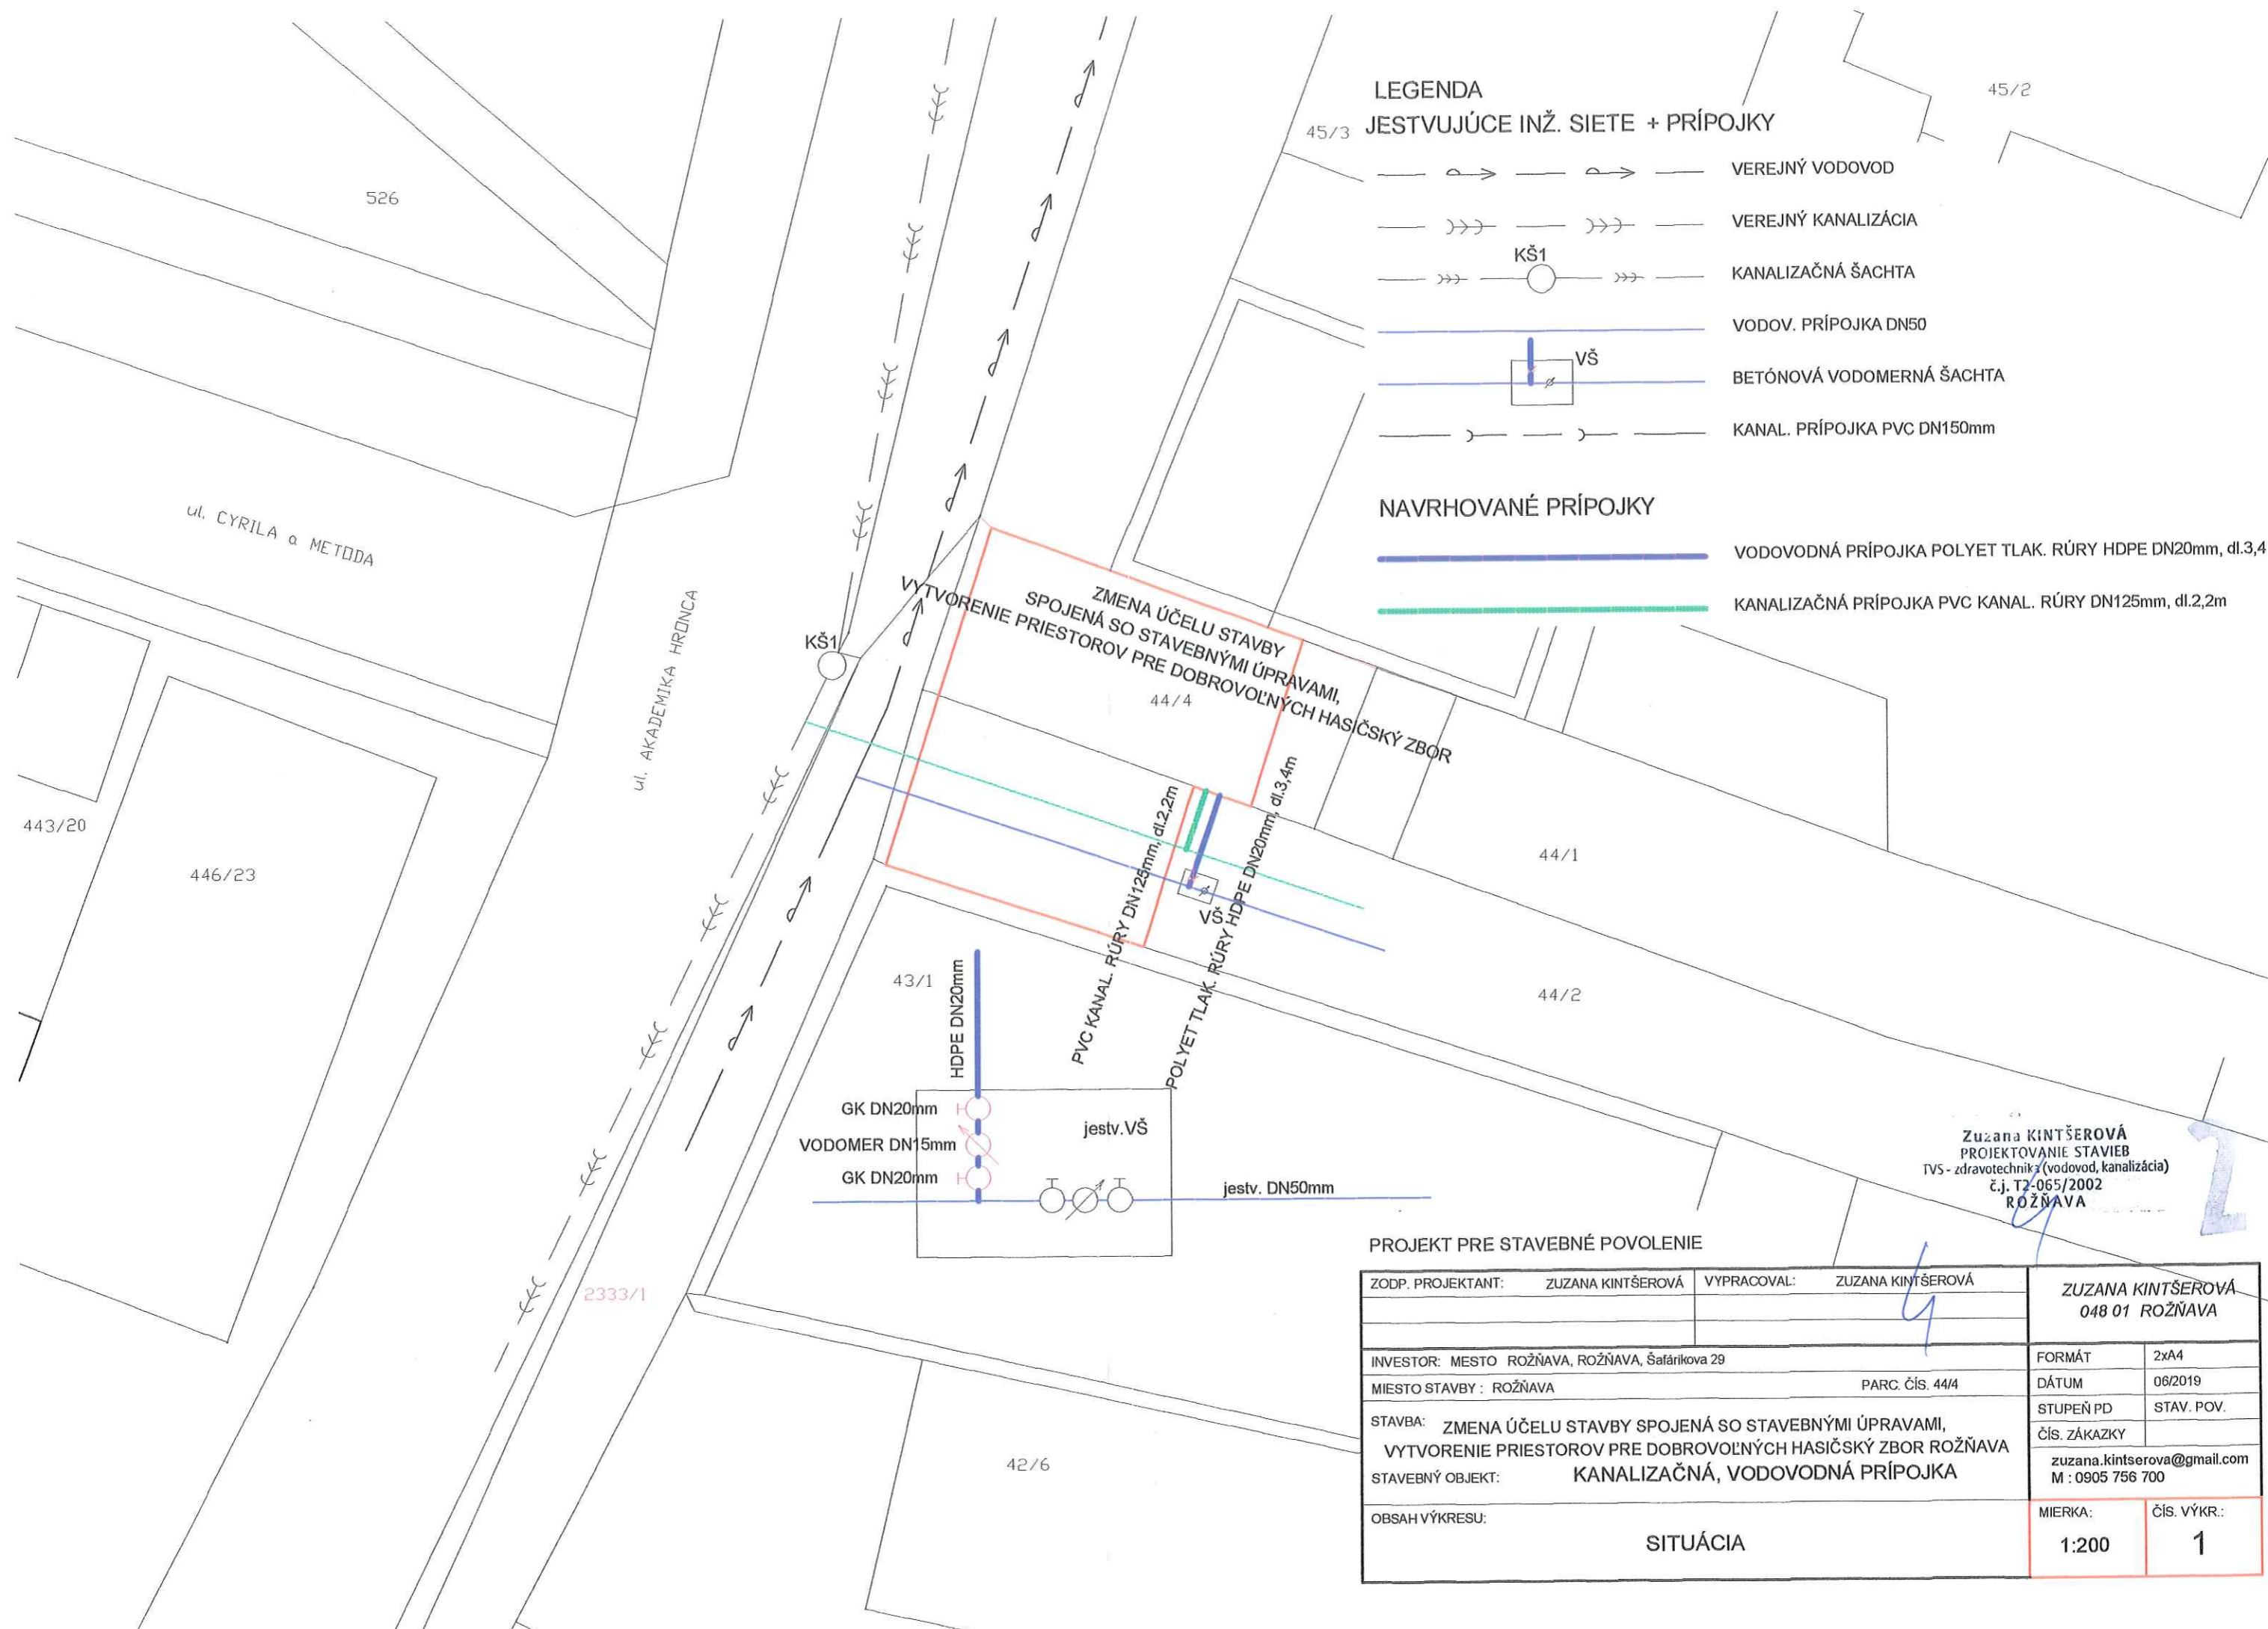 LEGENDA
JESTVUJÚCE INŽ. SIETE + PRÍPOJKY
VEREJNÝ VODOVOD
VEREJNÝ KANALIZÁCIA
KŠ1
KANALIZAČNÁ ŠACHTA
VODOV. PRÍPOJKA DN50
VŠ
BETÓNOVÁ VODOMERNÁ ŠACHTA
KANAL. PRÍPOJKA PVC DN150mm
NAVRHOVANÉ PRÍPOJKY
VODOVODNÁ PRÍPOJKA POLYET TLAK. RÚRY HDPE DN20mm, dl.3,4
KANALIZAČNÁ PRÍPOJKA PVC KANAL. RÚRY DN125mm, dl.2,2m
45/2
45/3
526
ul. CYRILA a METODA
ul. AKADEMIKA HRONCA
KŠ1
ZMENA ÚČELU STAVBY
SPOJENÁ SO STAVEBNÝMI ÚPRAVAMI,
VYTVORENIE PRIESTOROV PRE DOBROVOĽNÝCH HASIČSKÝ ZBOR
44/4
443/20
446/23
PVC KANAL. RÚRY DN125mm, dl.2,2m
POLYET TLAK. RÚRY HDPE DN20mm, dl.3,4m
VŠ
44/1
44/2
43/1
HDPE DN20mm
GK DN20mm
VODOMER DN15mm
GK DN20mm
jestv.VŠ
jestv. DN50mm
2333/1
42/6
Zuzana KINTŠEROVÁ
PROJEKTOVANIE STAVIEB
TVS - zdravotechnika (vodovod, kanalizácia)
č.j. T2-065/2002
ROŽŇAVA
2
PROJEKT PRE STAVEBNÉ POVOLENIE
ZODP. PROJEKTANT: ZUZANA KINTŠEROVÁ VYPRACOVAL: ZUZANA KINTŠEROVÁ
ZUZANA KINTŠEROVÁ
048 01 ROŽŇAVA
INVESTOR: MESTO ROŽŇAVA, ROŽŇAVA, Šafárikova 29
FORMÁT 2xA4
MIESTO STAVBY : ROŽŇAVA PARC. ČÍS. 44/4
DÁTUM 06/2019
STUPEŇ PD STAV. POV.
STAVBA: ZMENA ÚČELU STAVBY SPOJENÁ SO STAVEBNÝMI ÚPRAVAMI,
VYTVORENIE PRIESTOROV PRE DOBROVOĽNÝCH HASIČSKÝ ZBOR ROŽŇAVA
ČÍS. ZÁKAZKY
STAVEBNÝ OBJEKT: KANALIZAČNÁ, VODOVODNÁ PRÍPOJKA
zuzana.kintserova@gmail.com
M : 0905 756 700
OBSAH VÝKRESU:
SITUÁCIA
MIERKA:
1:200
ČÍS. VÝKR.:
1